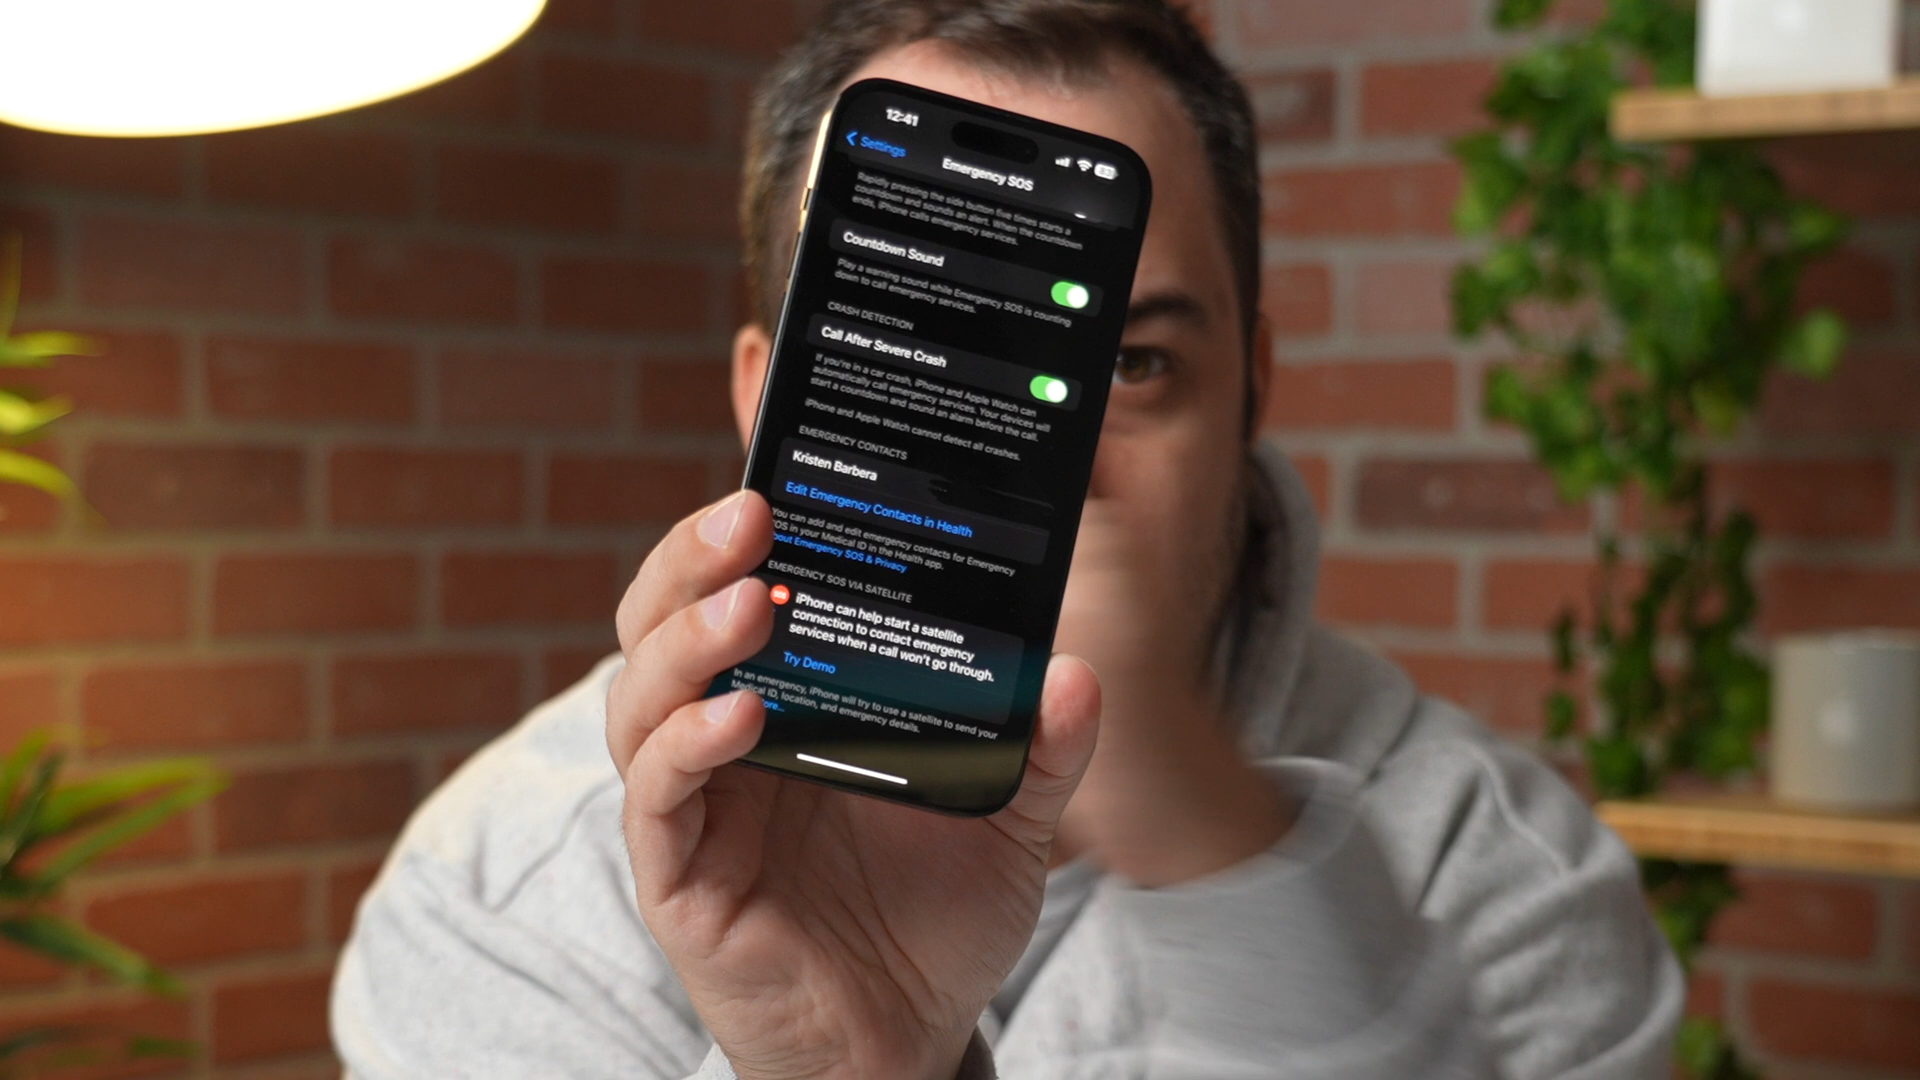 12:41
Settings
Emergency SOS
Rapidly pressing the side button five times starts a
countdown and sounds an alert. When the countdown
ends, iPhone calls emergency services.
Countdown Sound
Play a warning sound while Emergency SOS is counting
down to call emergency services.
CRASH DETECTION
Call After Severe Crash
If you're in a car crash, iPhone and Apple Watch can
automatically call emergency services. Your devices will
start a countdown and sound an alarm before the call.
iPhone and Apple Watch cannot detect all crashes.
EMERGENCY CONTACTS
Kristen Barbera
Edit Emergency Contacts in Health
You can add and edit emergency contacts for Emergency
SOS in your Medical ID in the Health app.
bout Emergency SOS & Privacy
EMERGENCY SOS VIA SATELLITE
SOS
iPhone can help start a satellite
connection to contact emergency
services when a call won't go through.
Try Demo
In an emergency, iPhone will try to use a satellite to send your
Medical ID, location, and emergency details.
ore...